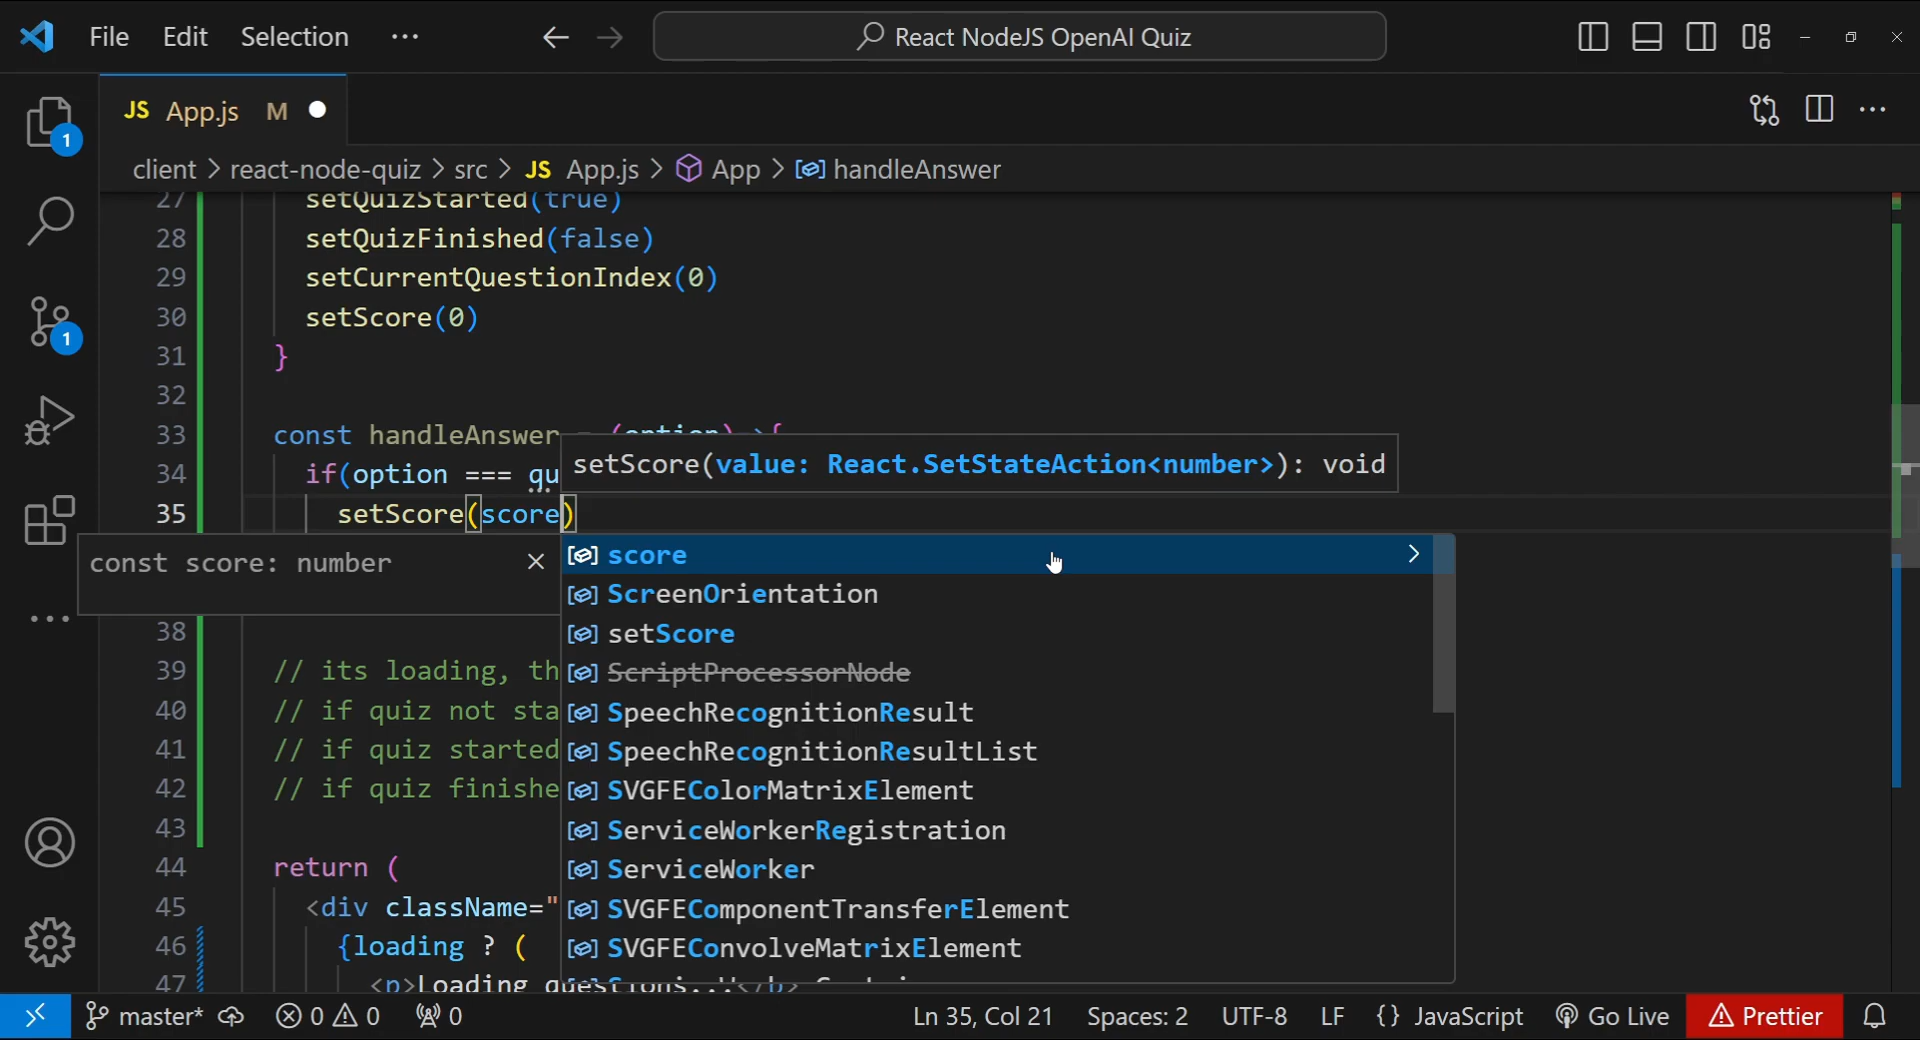 File Edit Selection ··· React NodeJS OpenAI Quiz
JS App.js M
client > react-node-quiz > src > JS App.js > App > handleAnswer
27 setQuizStarted(true)
28 setQuizFinished(false)
29 setCurrentQuestionIndex(0)
30 setScore(0)
31 }
32
33 const handleAnswer = (option)=>{
setScore(value: React.SetStateAction<number>): void
34 if(option === qu
35 setScore(score)
const score: number
score
ScreenOrientation
setScore
ScriptProcessorNode
SpeechRecognitionResult
SpeechRecognitionResultList
SVGFEColorMatrixElement
ServiceWorkerRegistration
ServiceWorker
SVGFEComponentTransferElement
SVGFEConvolveMatrixElement
38
39 // its loading, th
40 // if quiz not sta
41 // if quiz started
42 // if quiz finishe
43
44 return (
45 <div className="
46 {loading ? (
47 <p>Loading questions..
1
1
master* 0 0 0 Ln 35, Col 21 Spaces: 2 UTF-8 LF {} JavaScript Go Live Prettier